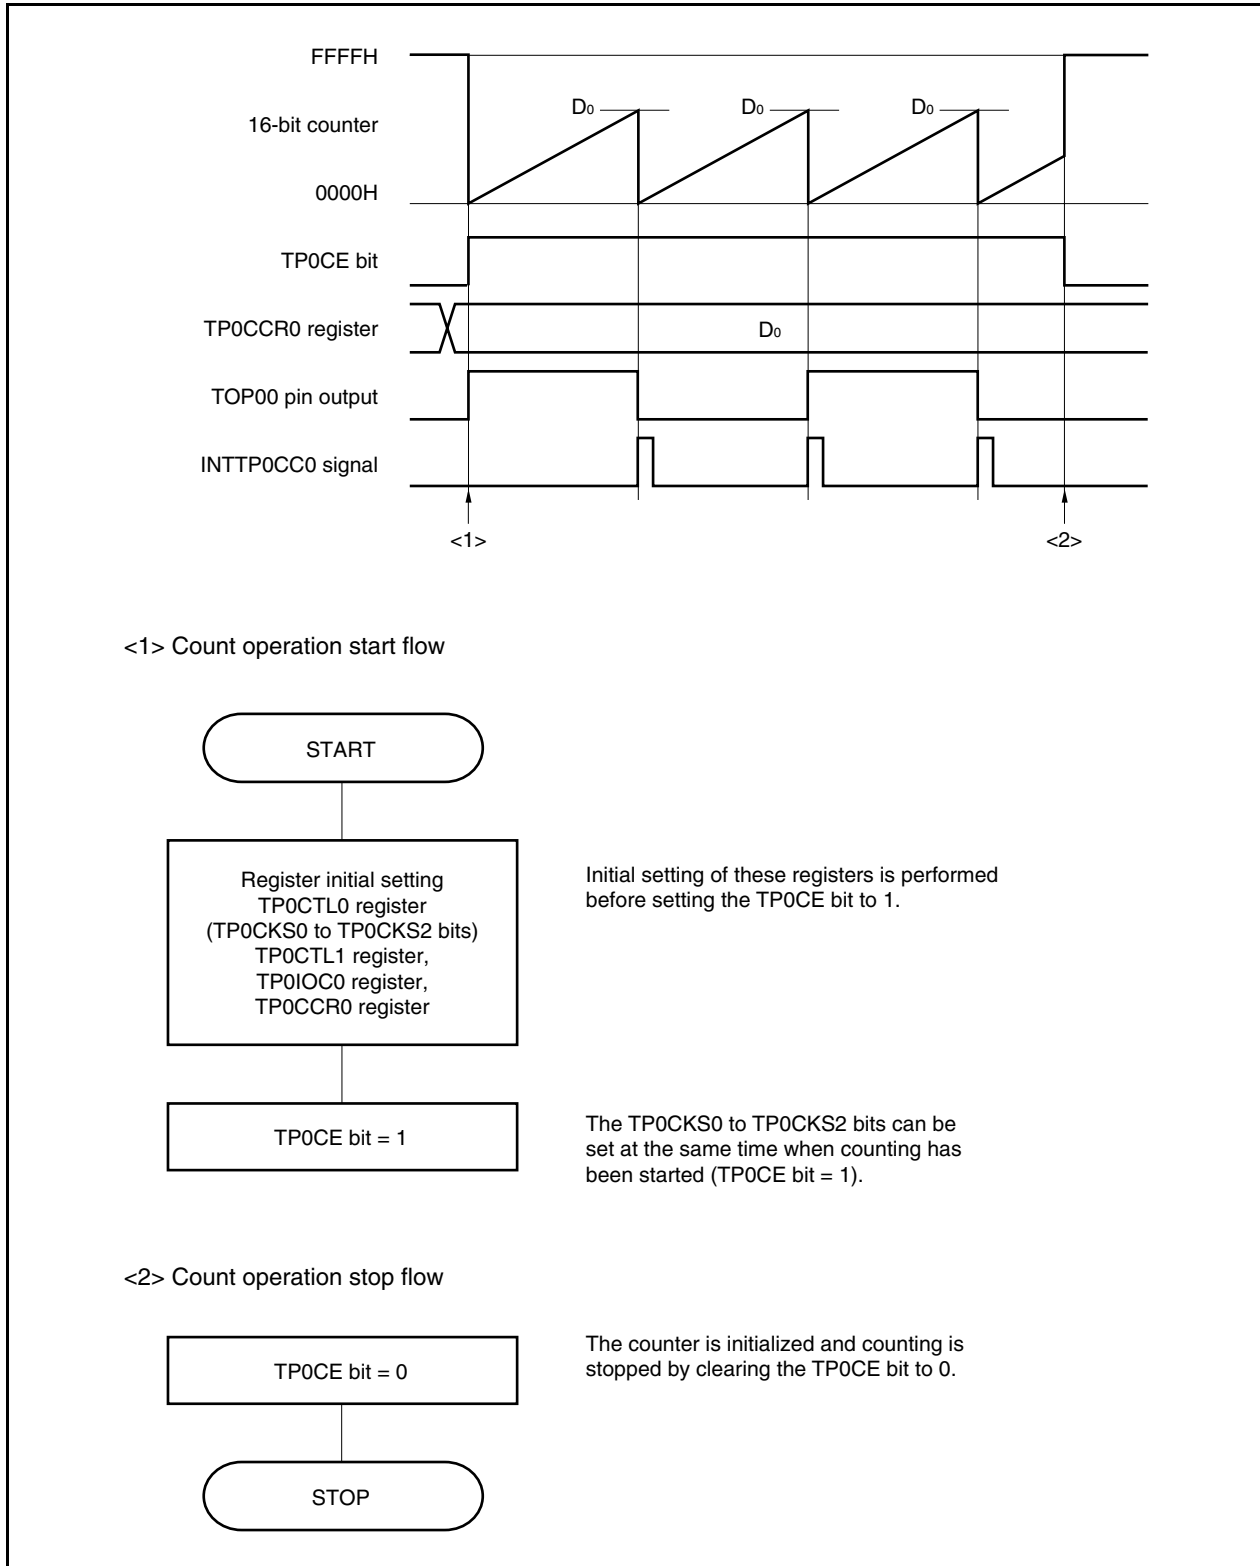 FFFFH
D0 D0 D0
16-bit counter
0000H
TP0CE bit
TP0CCR0 register
D0
TOP00 pin output
INTTP0CC0 signal
<1> <2>
<1> Count operation start flow
START
Register initial setting
TP0CTL0 register
(TP0CKS0 to TP0CKS2 bits)
TP0CTL1 register,
TP0IOC0 register,
TP0CCR0 register
Initial setting of these registers is performed
before setting the TP0CE bit to 1.
TP0CE bit = 1
The TP0CKS0 to TP0CKS2 bits can be
set at the same time when counting has
been started (TP0CE bit = 1).
<2> Count operation stop flow
TP0CE bit = 0
The counter is initialized and counting is
stopped by clearing the TP0CE bit to 0.
STOP